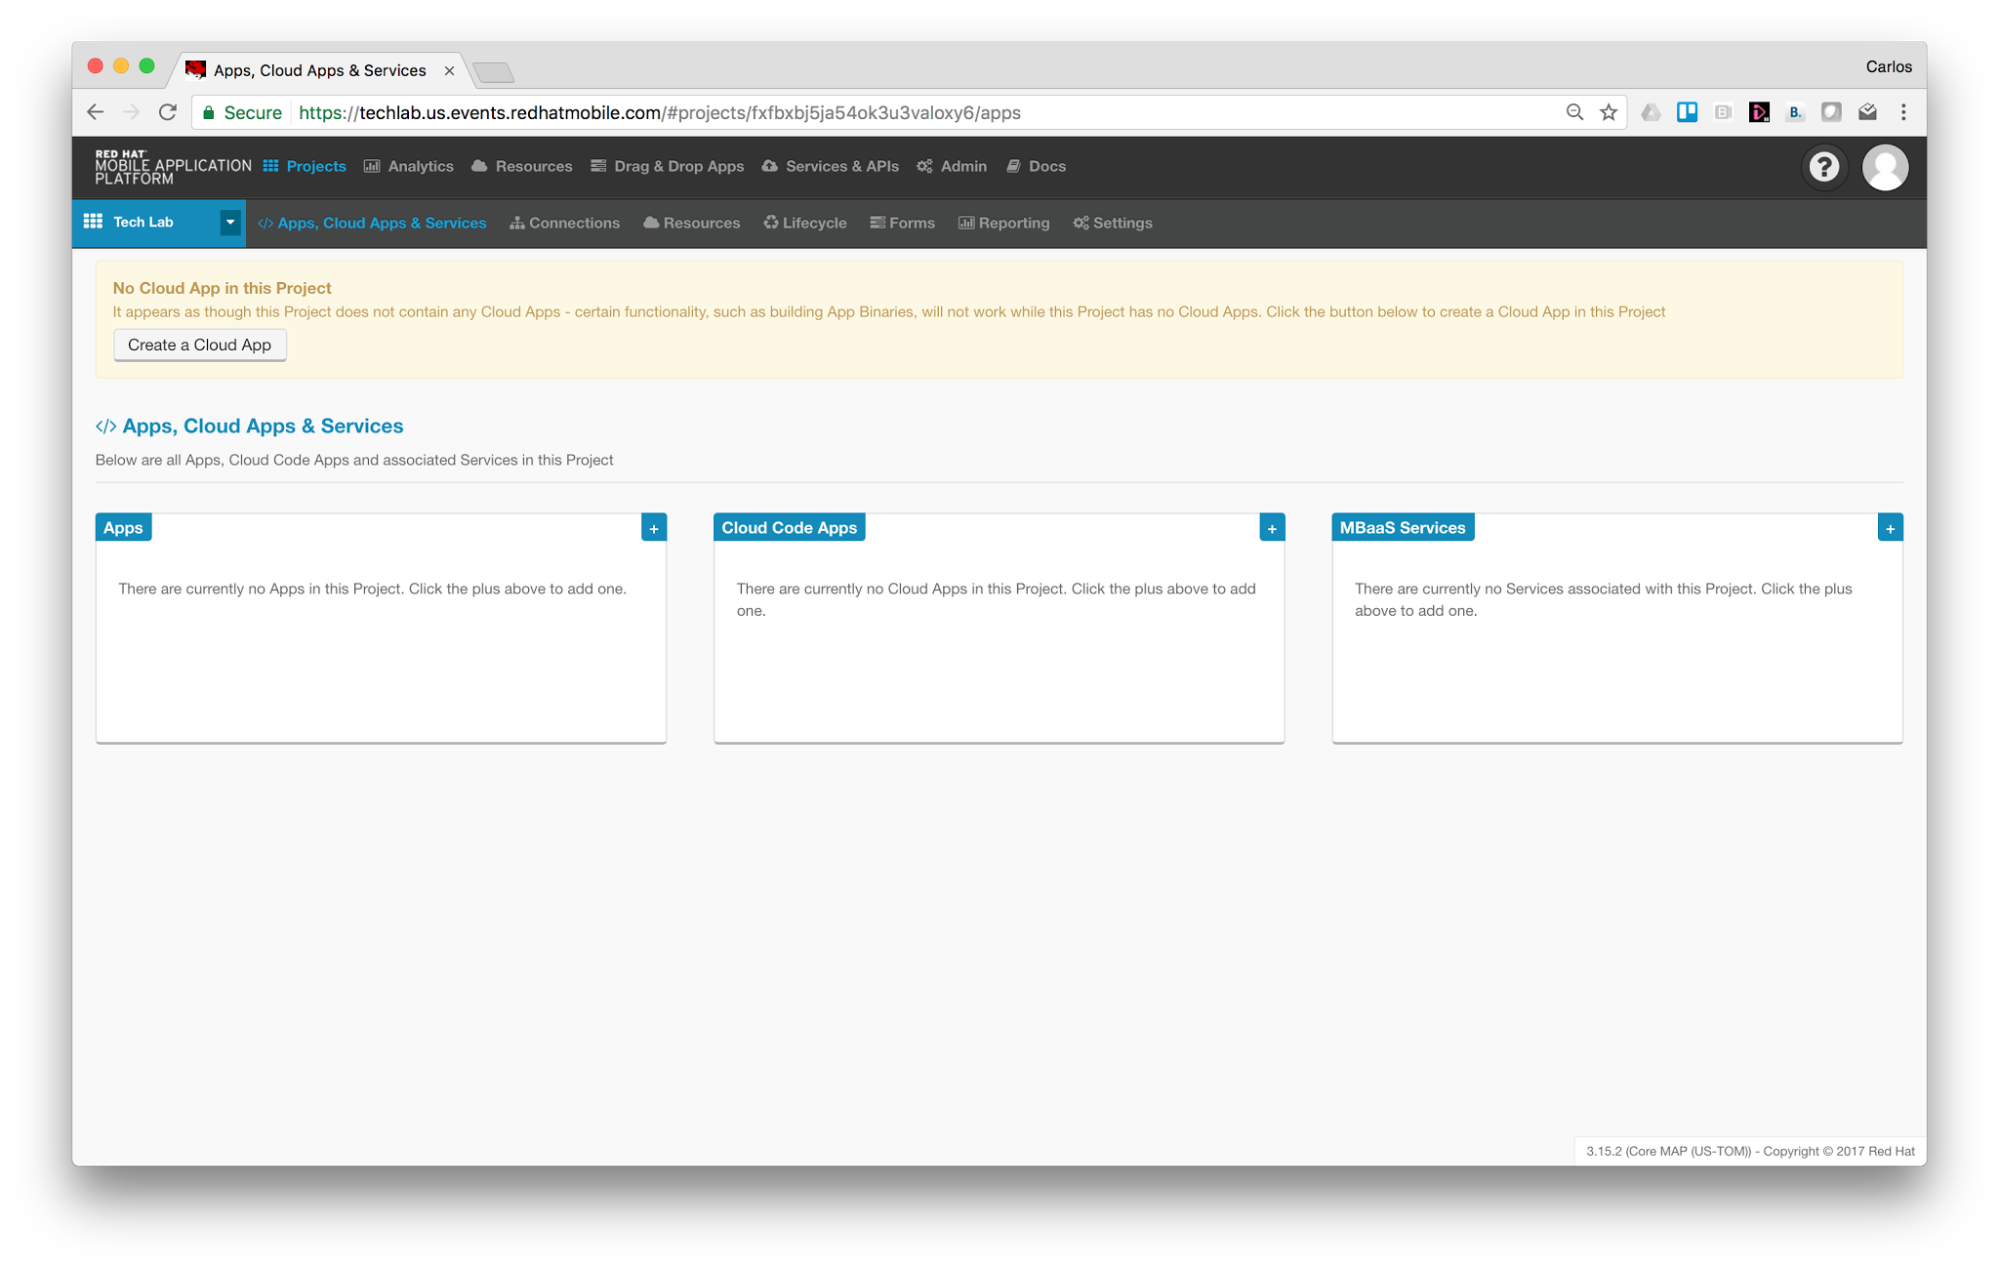 Apps, Cloud Apps & Services
Carlos
Secure https://techlab.us.events.redhatmobile.com/#projects/fxfbxbj5ja54ok3u3valoxy6/apps
B.
RED HAT
MOBILE APPLICATION
PLATFORM
Projects Analytics Resources Drag & Drop Apps Services & APIs Admin Docs
?
Tech Lab
Apps, Cloud Apps & Services Connections Resources Lifecycle Forms Reporting Settings
No Cloud App in this Project
It appears as though this Project does not contain any Cloud Apps - certain functionality, such as building App Binaries, will not work while this Project has no Cloud Apps. Click the button below to create a Cloud App in this Project
Create a Cloud App
</> Apps, Cloud Apps & Services
Below are all Apps, Cloud Code Apps and associated Services in this Project
Apps +
There are currently no Apps in this Project. Click the plus above to add one.
Cloud Code Apps +
There are currently no Cloud Apps in this Project. Click the plus above to add
one.
MBaaS Services +
There are currently no Services associated with this Project. Click the plus
above to add one.
3.15.2 (Core MAP (US-TOM)) - Copyright © 2017 Red Hat